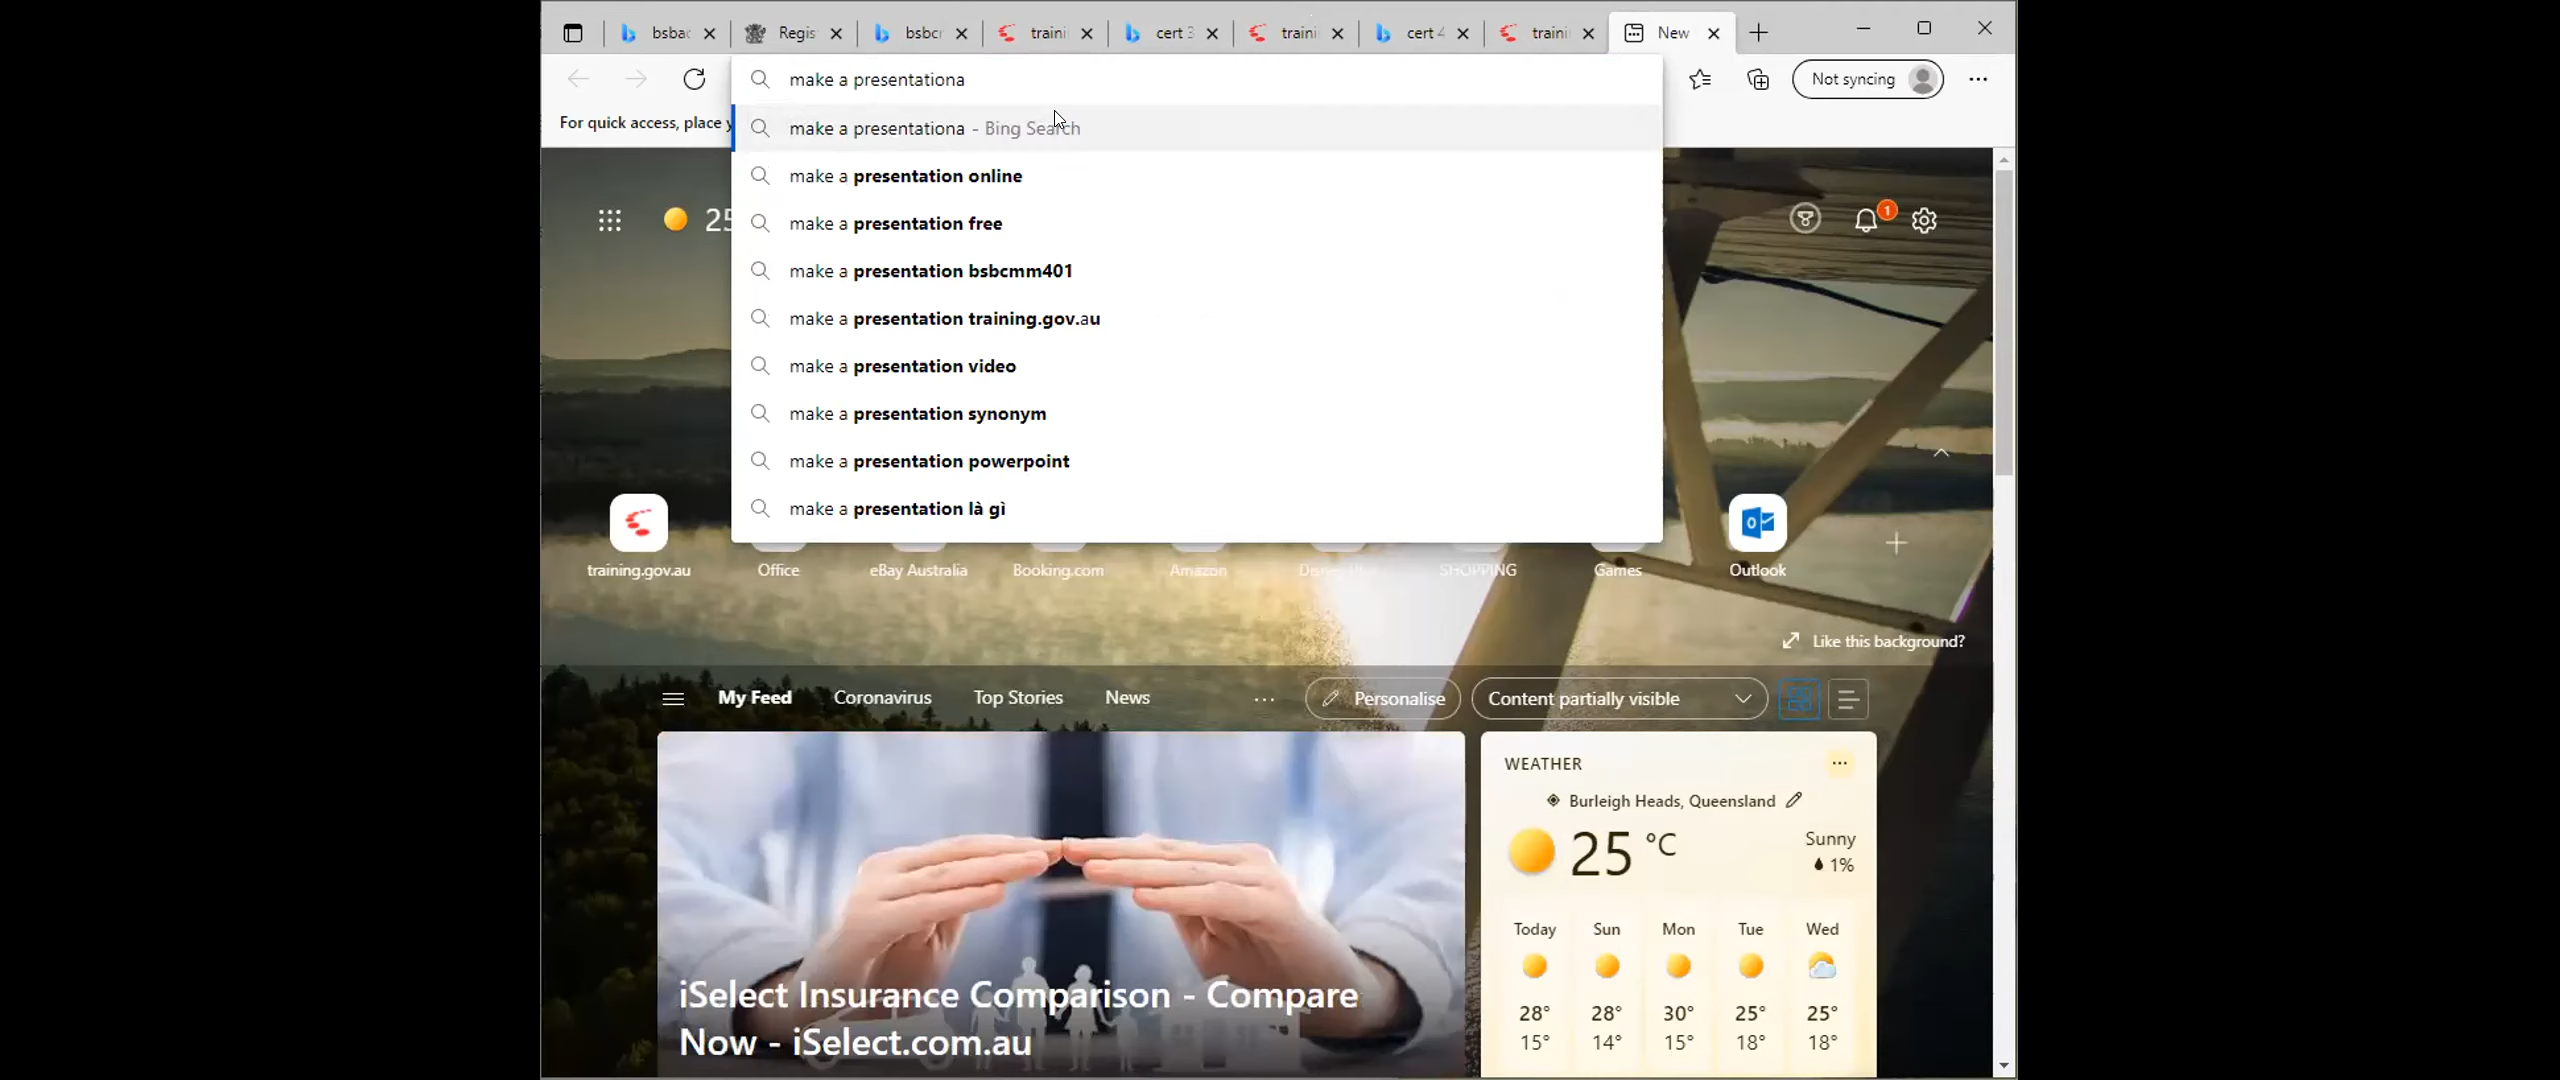 bsba
Regis
bsbcr
traini
cert 3
traini
cert 4
traini
New
make a presentationa
Not syncing
For quick access, place y
make a presentationa - Bing Search
make a presentation online
make a presentation free
make a presentation bsbcmm401
make a presentation training.gov.au
make a presentation video
make a presentation synonym
make a presentation powerpoint
make a presentation là gì
25
1
training.gov.au
Office
eBay Australia
Booking.com
Amazon
Disney Plus
SHOPPING
Games
Outlook
Like this background?
My Feed
Coronavirus
Top Stories
News
Personalise
Content partially visible
WEATHER
Burleigh Heads, Queensland
25 °C
Sunny
1%
Today Sun Mon Tue Wed
28° 28° 30° 25° 25°
15° 14° 15° 18° 18°
iSelect Insurance Comparison - Compare
Now - iSelect.com.au